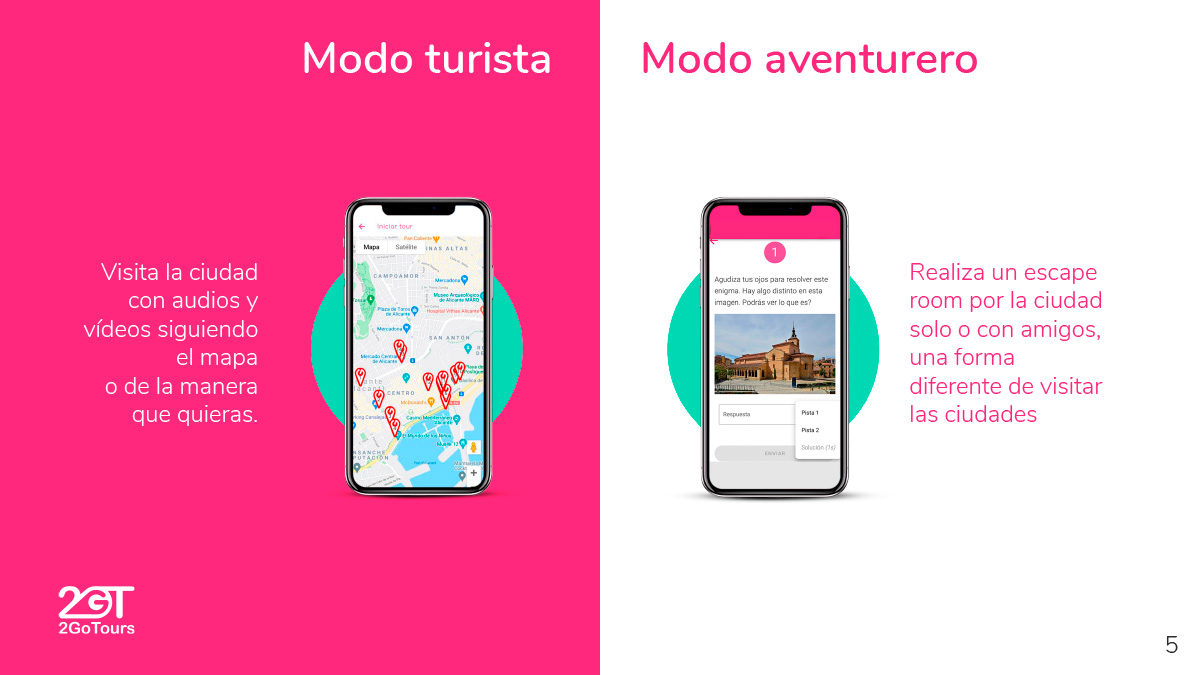 Modo turista
Visita la ciudad
con audios y
vídeos siguiendo
el mapa
o de la manera
que quieras.
Iniciar tour
Mapa
Satélite
CAMPOAMOR
Mercadona
Museo Arqueológico
de Alicante MARQ
Hospital Vithas Alicante
Plaza de Toros
de Alicante
Mercadona
SAN ANTÓN
Mercado Central
de Alicante
CENTRO
McDonald's
Casino Mediterráneo
Alicante
El Mundo de los Niños
Muelle 12
2GT
2GoTours
Modo aventurero
1
Agudiza tus ojos para resolver este
enigma. Hay algo distinto en esta
imagen. Podrás ver lo que es?
Respuesta
Pista 1
Pista 2
Solución (1s)
ENVIAR
Realiza un escape
room por la ciudad
solo o con amigos,
una forma
diferente de visitar
las ciudades
5